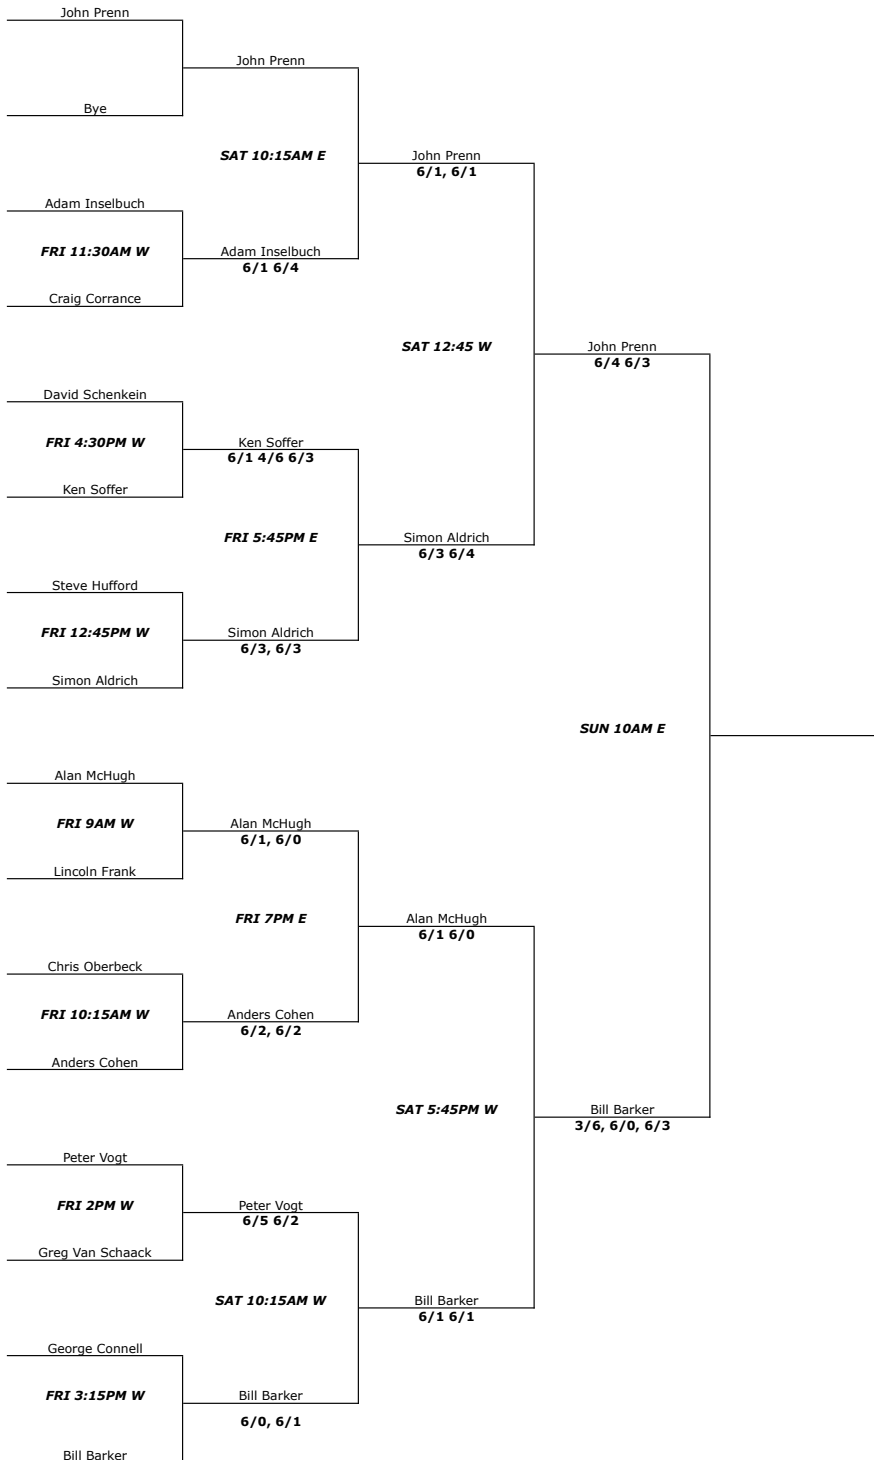 John Prenn
John Prenn
Bye
SAT 10:15AM E
John Prenn
6/1, 6/1
Adam Inselbuch
FRI 11:30AM W
Adam Inselbuch
6/1 6/4
Craig Corrance
SAT 12:45 W
John Prenn
6/4 6/3
David Schenkein
FRI 4:30PM W
Ken Soffer
6/1 4/6 6/3
Ken Soffer
FRI 5:45PM E
Simon Aldrich
6/3 6/4
Steve Hufford
FRI 12:45PM W
Simon Aldrich
6/3, 6/3
Simon Aldrich
SUN 10AM E
Alan McHugh
FRI 9AM W
Alan McHugh
6/1, 6/0
Lincoln Frank
FRI 7PM E
Alan McHugh
6/1 6/0
Chris Oberbeck
FRI 10:15AM W
Anders Cohen
6/2, 6/2
Anders Cohen
SAT 5:45PM W
Bill Barker
3/6, 6/0, 6/3
Peter Vogt
FRI 2PM W
Peter Vogt
6/5 6/2
Greg Van Schaack
SAT 10:15AM W
Bill Barker
6/1 6/1
George Connell
FRI 3:15PM W
Bill Barker
6/0, 6/1
Bill Barker